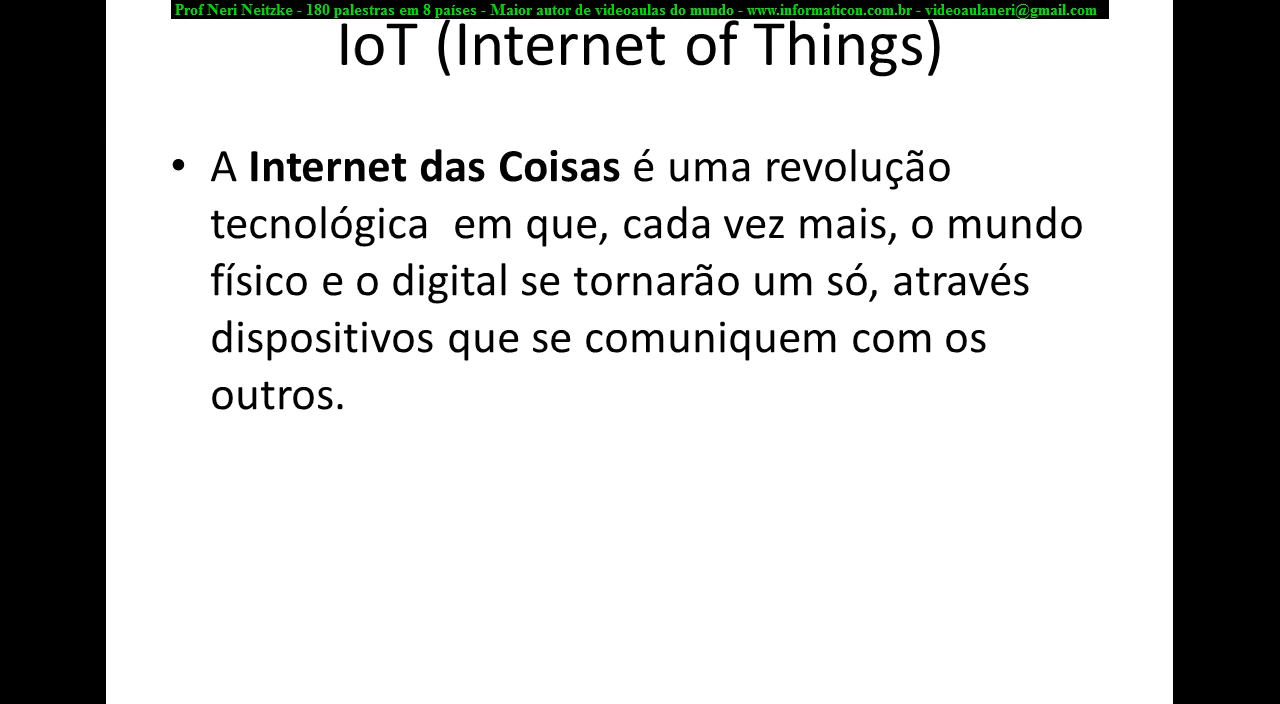 Prof Neri Neitzke - 180 palestras em 8 países - Maior autor de videoaulas do mundo - www.informaticon.com.br - videoaulaneri@gmail.com
IoT (Internet of Things)
• A Internet das Coisas é uma revolução
tecnológica  em que, cada vez mais, o mundo
físico e o digital se tornarão um só, através
dispositivos que se comuniquem com os
outros.